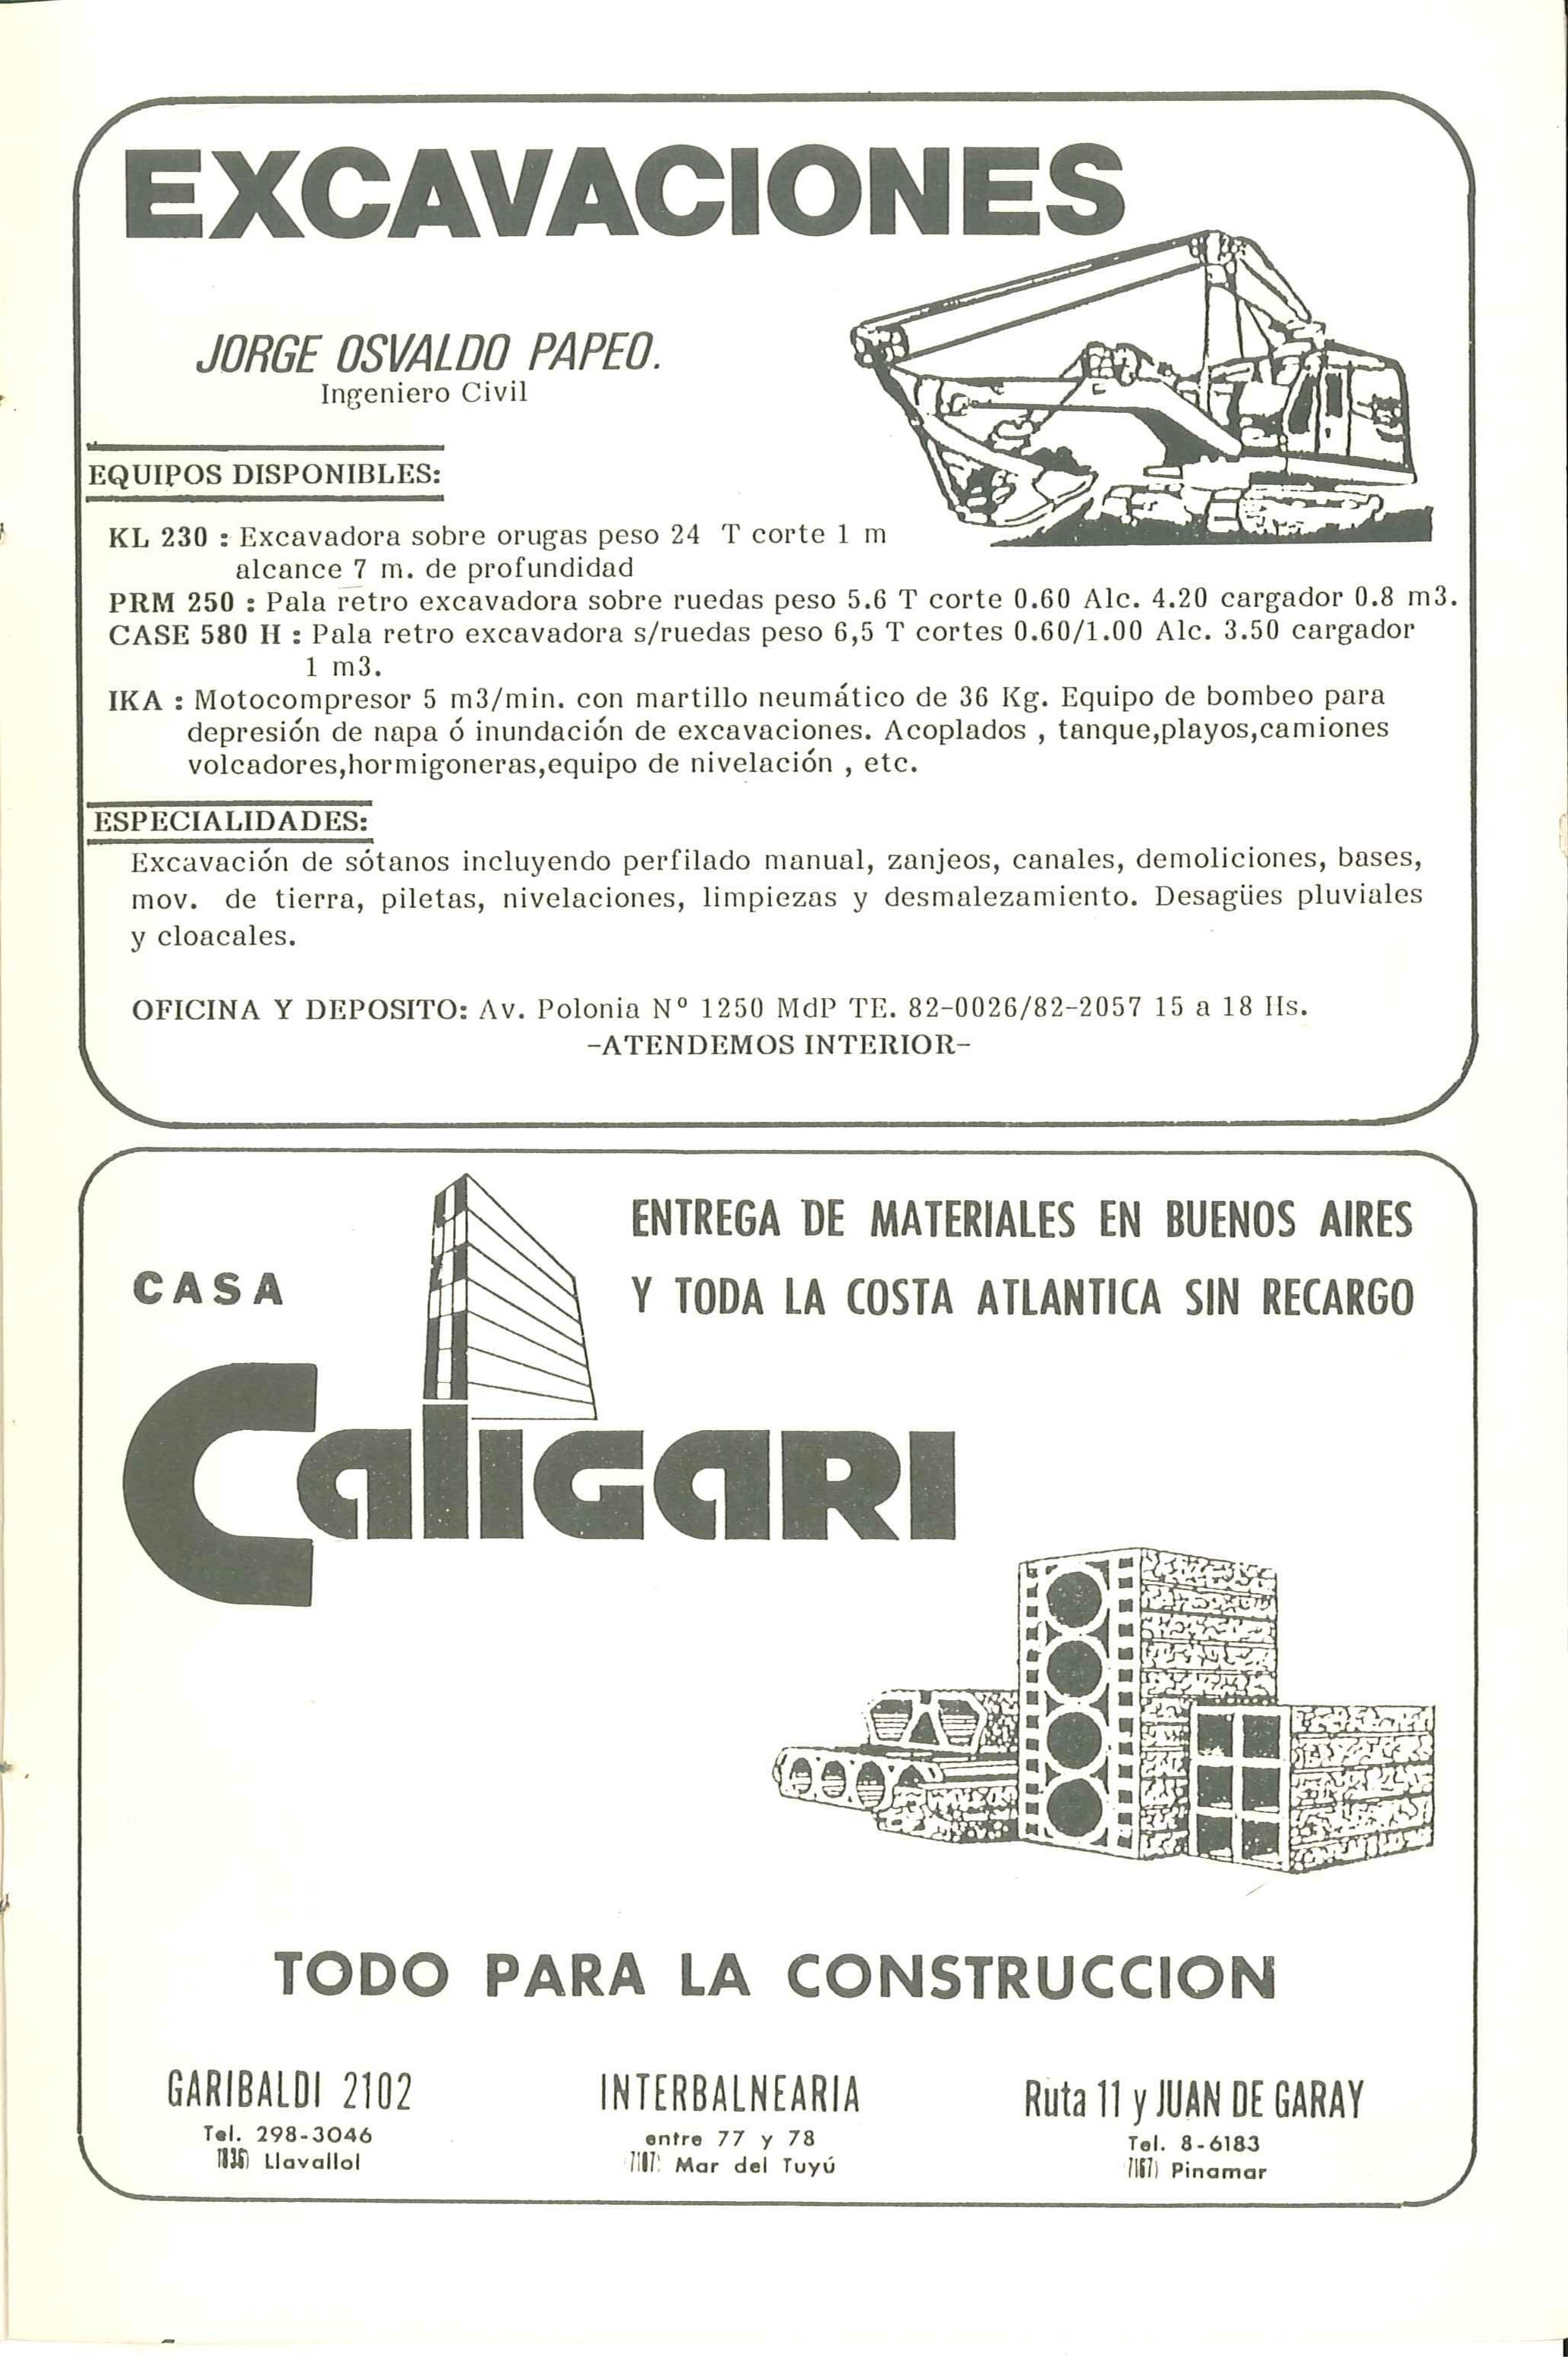 EXCAVACIONES
JORGE OSVALDO PAPEO.
Ingeniero Civil
EQUIPOS DISPONIBLES:
KL 230 : Excavadora sobre orugas peso 24 T corte 1 m
alcance 7 m. de profundidad
PRM 250 : Pala retro excavadora sobre ruedas peso 5.6 T corte 0.60 Alc. 4.20 cargador 0.8 m3.
CASE 580 H : Pala retro excavadora s/ruedas peso 6,5 T cortes 0.60/1.00 Alc. 3.50 cargador
1 m3.
IKA : Motocompresor 5 m3/min. con martillo neumático de 36 Kg. Equipo de bombeo para
depresión de napa ó inundación de excavaciones. Acoplados , tanque,playos,camiones
volcadores,hormigoneras,equipo de nivelación , etc.
ESPECIALIDADES:
Excavación de sótanos incluyendo perfilado manual, zanjeos, canales, demoliciones, bases,
mov. de tierra, piletas, nivelaciones, limpiezas y desmalezamiento. Desagües pluviales
y cloacales.
OFICINA Y DEPOSITO: Av. Polonia Nº 1250 MdP TE. 82-0026/82-2057 15 a 18 Hs.
-ATENDEMOS INTERIOR-
ENTREGA DE MATERIALES EN BUENOS AIRES
Y TODA LA COSTA ATLANTICA SIN RECARGO
CASA
CaliGaRI
TODO PARA LA CONSTRUCCION
GARIBALDI 2102
Tel. 298-3046
Llavallol
INTERBALNEARIA
entre 77 y 78
Mar del Tuyú
Ruta 11 y JUAN DE GARAY
Tel. 8-6183
Pinamar